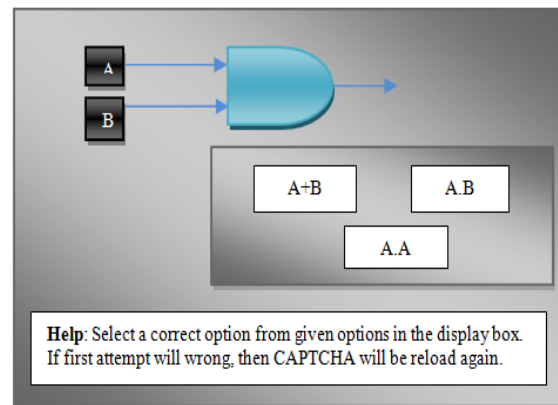 A
B
A+B
A.B
A.A
Help: Select a correct option from given options in the display box.
If first attempt will wrong, then CAPTCHA will be reload again.